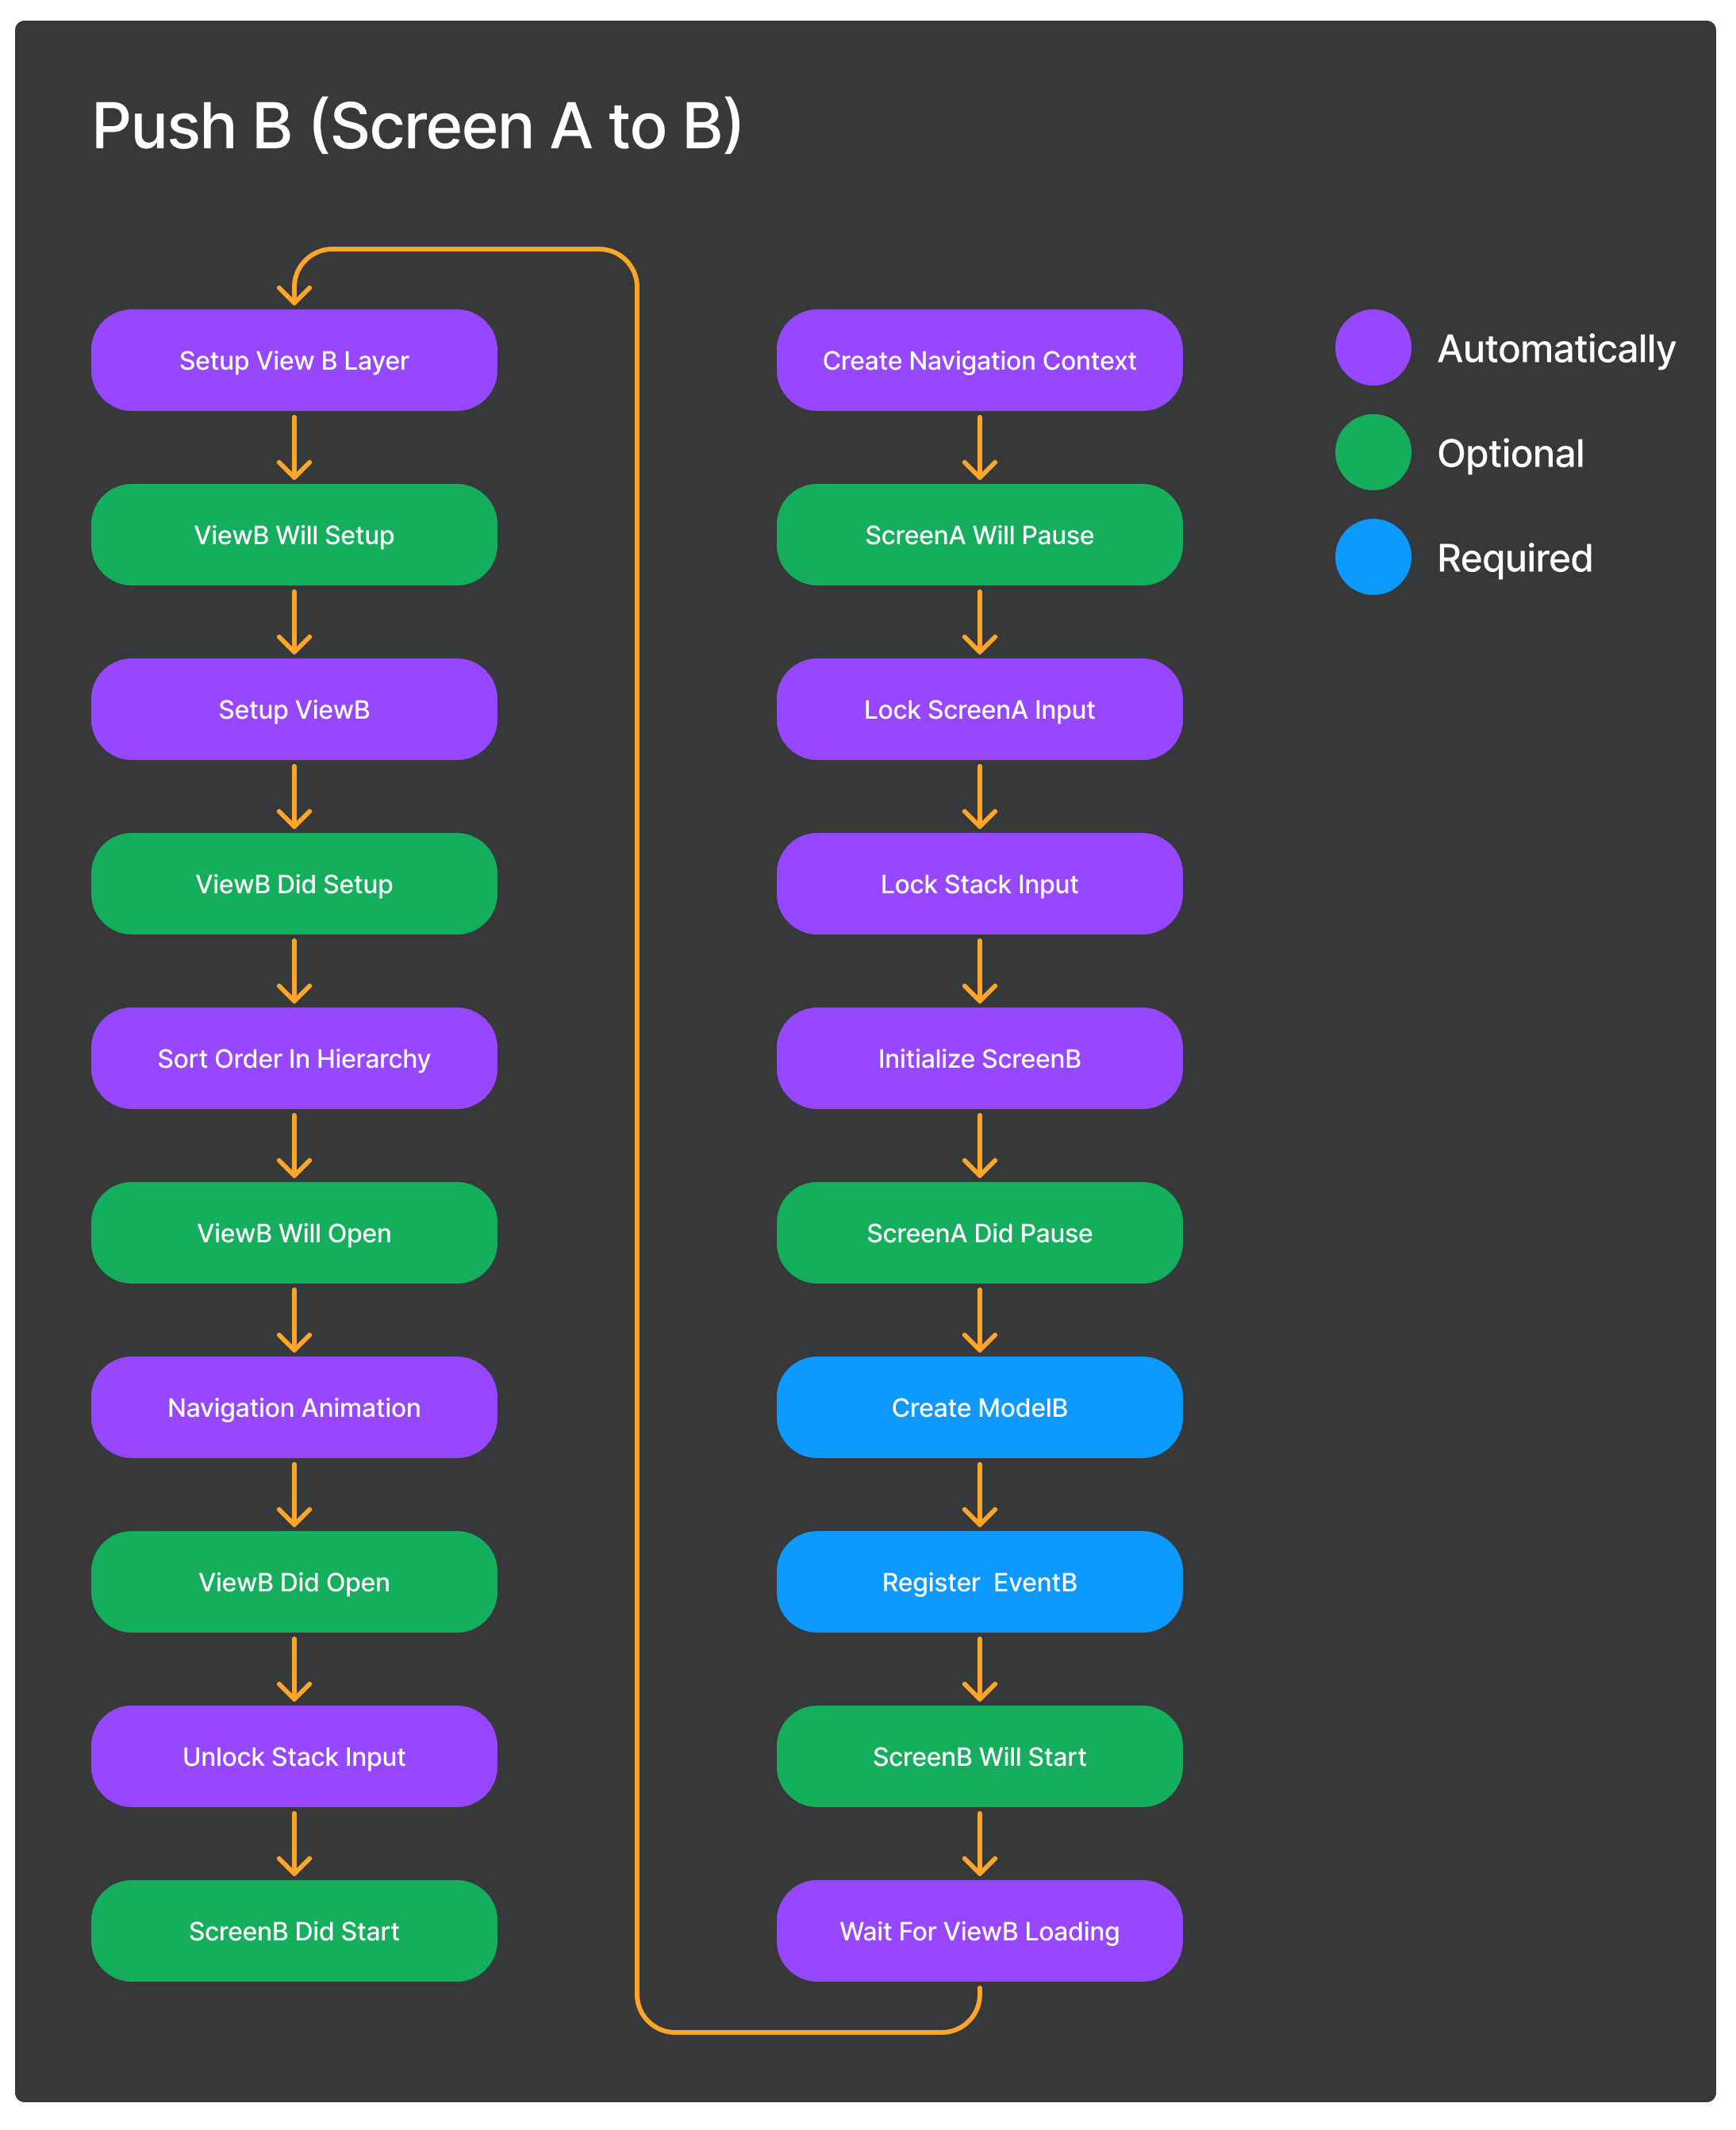 Push B (Screen A to B)
Setup View B Layer
ViewB Will Setup
Setup ViewB
ViewB Did Setup
Sort Order In Hierarchy
ViewB Will Open
Navigation Animation
ViewB Did Open
Unlock Stack Input
ScreenB Did Start
Create Navigation Context
ScreenA Will Pause
Lock ScreenA Input
Lock Stack Input
Initialize ScreenB
ScreenA Did Pause
Create ModelB
Register  EventB
ScreenB Will Start
Wait For ViewB Loading
Automatically
Optional
Required